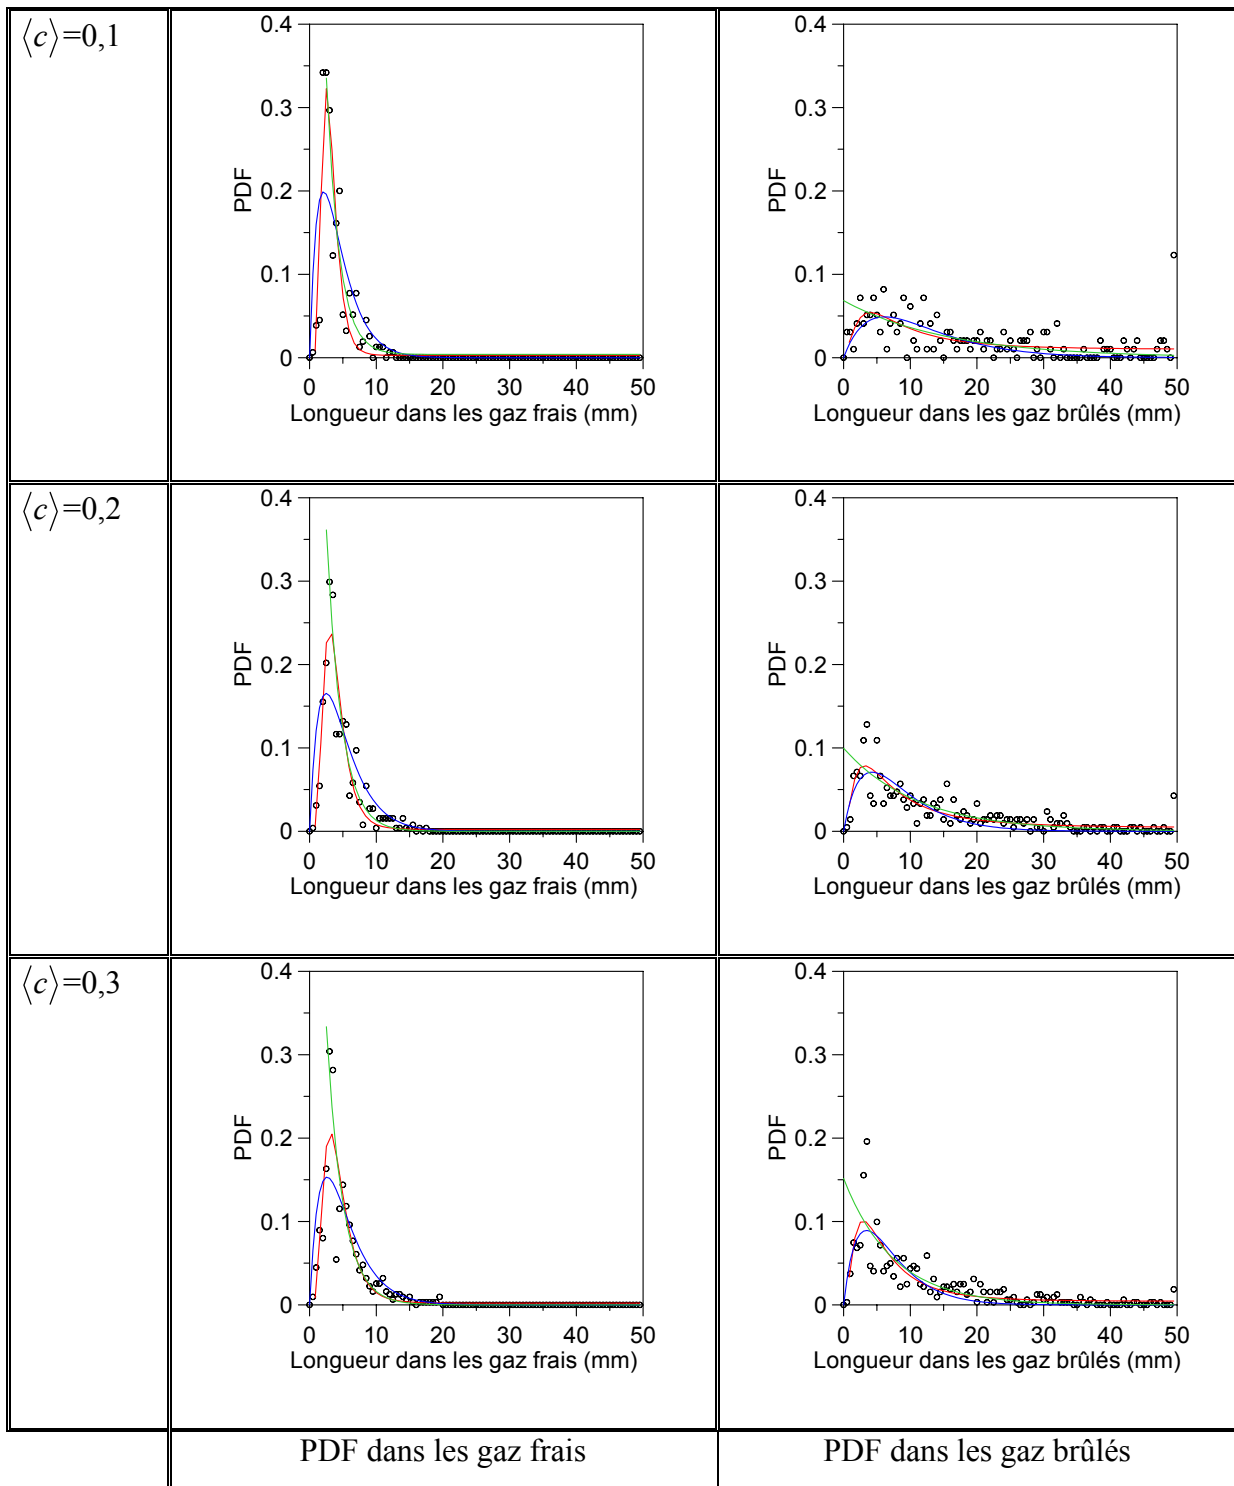 ⟨c⟩=0,1
0.4
0.3
0.2
0.1
0
PDF
0 10 20 30 40 50
Longueur dans les gaz frais (mm)
0.4
0.3
0.2
0.1
0
PDF
0 10 20 30 40 50
Longueur dans les gaz brûlés (mm)
⟨c⟩=0,2
0.4
0.3
0.2
0.1
0
PDF
0 10 20 30 40 50
Longueur dans les gaz frais (mm)
0.4
0.3
0.2
0.1
0
PDF
0 10 20 30 40 50
Longueur dans les gaz brûlés (mm)
⟨c⟩=0,3
0.4
0.3
0.2
0.1
0
PDF
0 10 20 30 40 50
Longueur dans les gaz frais (mm)
0.4
0.3
0.2
0.1
0
PDF
0 10 20 30 40 50
Longueur dans les gaz brûlés (mm)
PDF dans les gaz frais
PDF dans les gaz brûlés